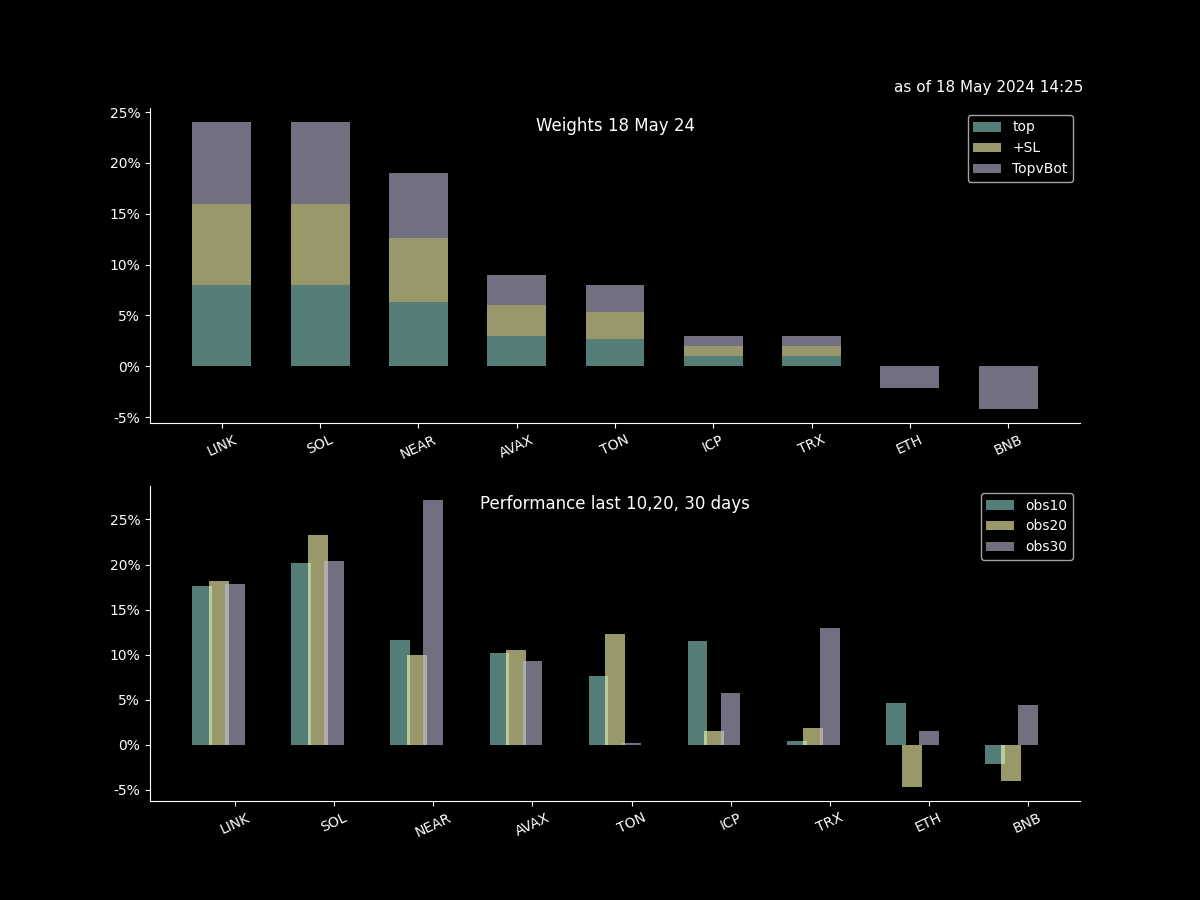 as of 18 May 2024 14:25
Weights 18 May 24
top
+SL
TopvBot
25%
20%
15%
10%
5%
0%
-5%
LINK SOL NEAR AVAX TON ICP TRX ETH BNB
Performance last 10,20, 30 days
obs10
obs20
obs30
25%
20%
15%
10%
5%
0%
-5%
LINK SOL NEAR AVAX TON ICP TRX ETH BNB